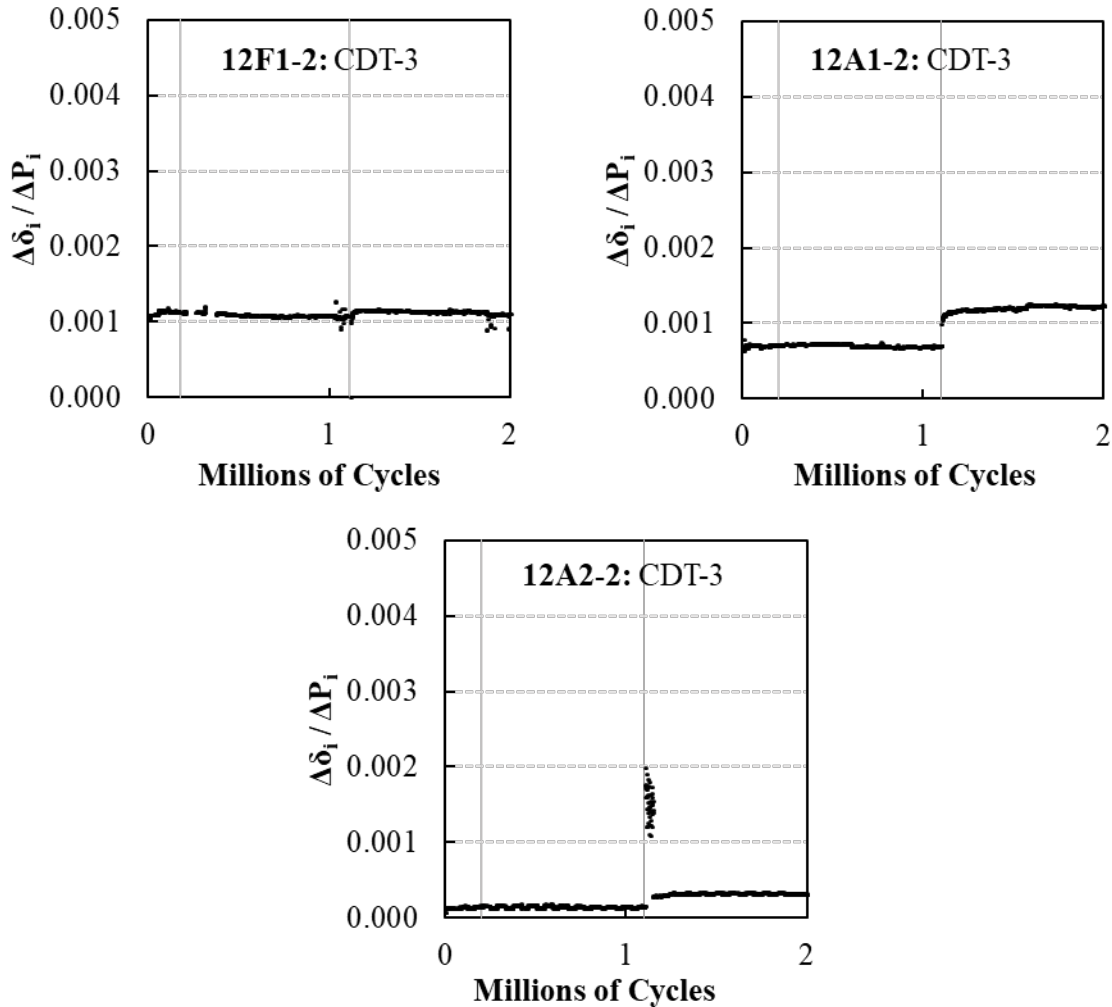 0.005
0.004
0.003
0.002
0.001
0.000
Δδi / ΔPi
12F1-2: CDT-3
0 1 2
Millions of Cycles
0.005
0.004
0.003
0.002
0.001
0.000
Δδi / ΔPi
12A1-2: CDT-3
0 1 2
Millions of Cycles
0.005
0.004
0.003
0.002
0.001
0.000
Δδi / ΔPi
12A2-2: CDT-3
0 1 2
Millions of Cycles